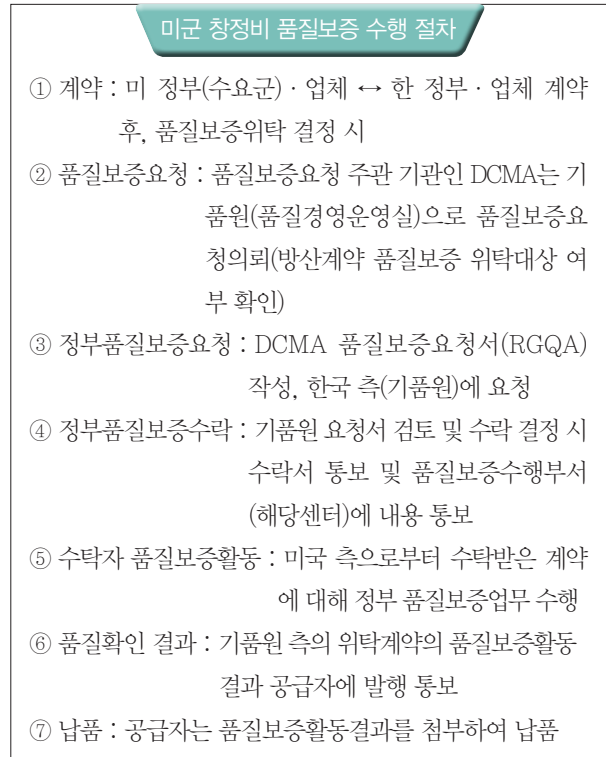 미군 창정비 품질보증 수행 절차
① 계약 : 미 정부(수요군) · 업체 ↔ 한 정부 · 업체 계약
후, 품질보증위탁 결정 시
② 품질보증요청 : 품질보증요청 주관 기관인 DCMA는 기
품원(품질경영운영실)으로 품질보증요
청의뢰(방산계약 품질보증 위탁대상 여
부 확인)
③ 정부품질보증요청 : DCMA 품질보증요청서(RGQA)
작성, 한국 측(기품원)에 요청
④ 정부품질보증수락 : 기품원 요청서 검토 및 수락 결정 시
수락서 통보 및 품질보증수행부서
(해당센터)에 내용 통보
⑤ 수탁자 품질보증활동 : 미국 측으로부터 수탁받은 계약
에 대해 정부 품질보증업무 수행
⑥ 품질확인 결과 : 기품원 측의 위탁계약의 품질보증활동
결과 공급자에 발행 통보
⑦ 납품 : 공급자는 품질보증활동결과를 첨부하여 납품